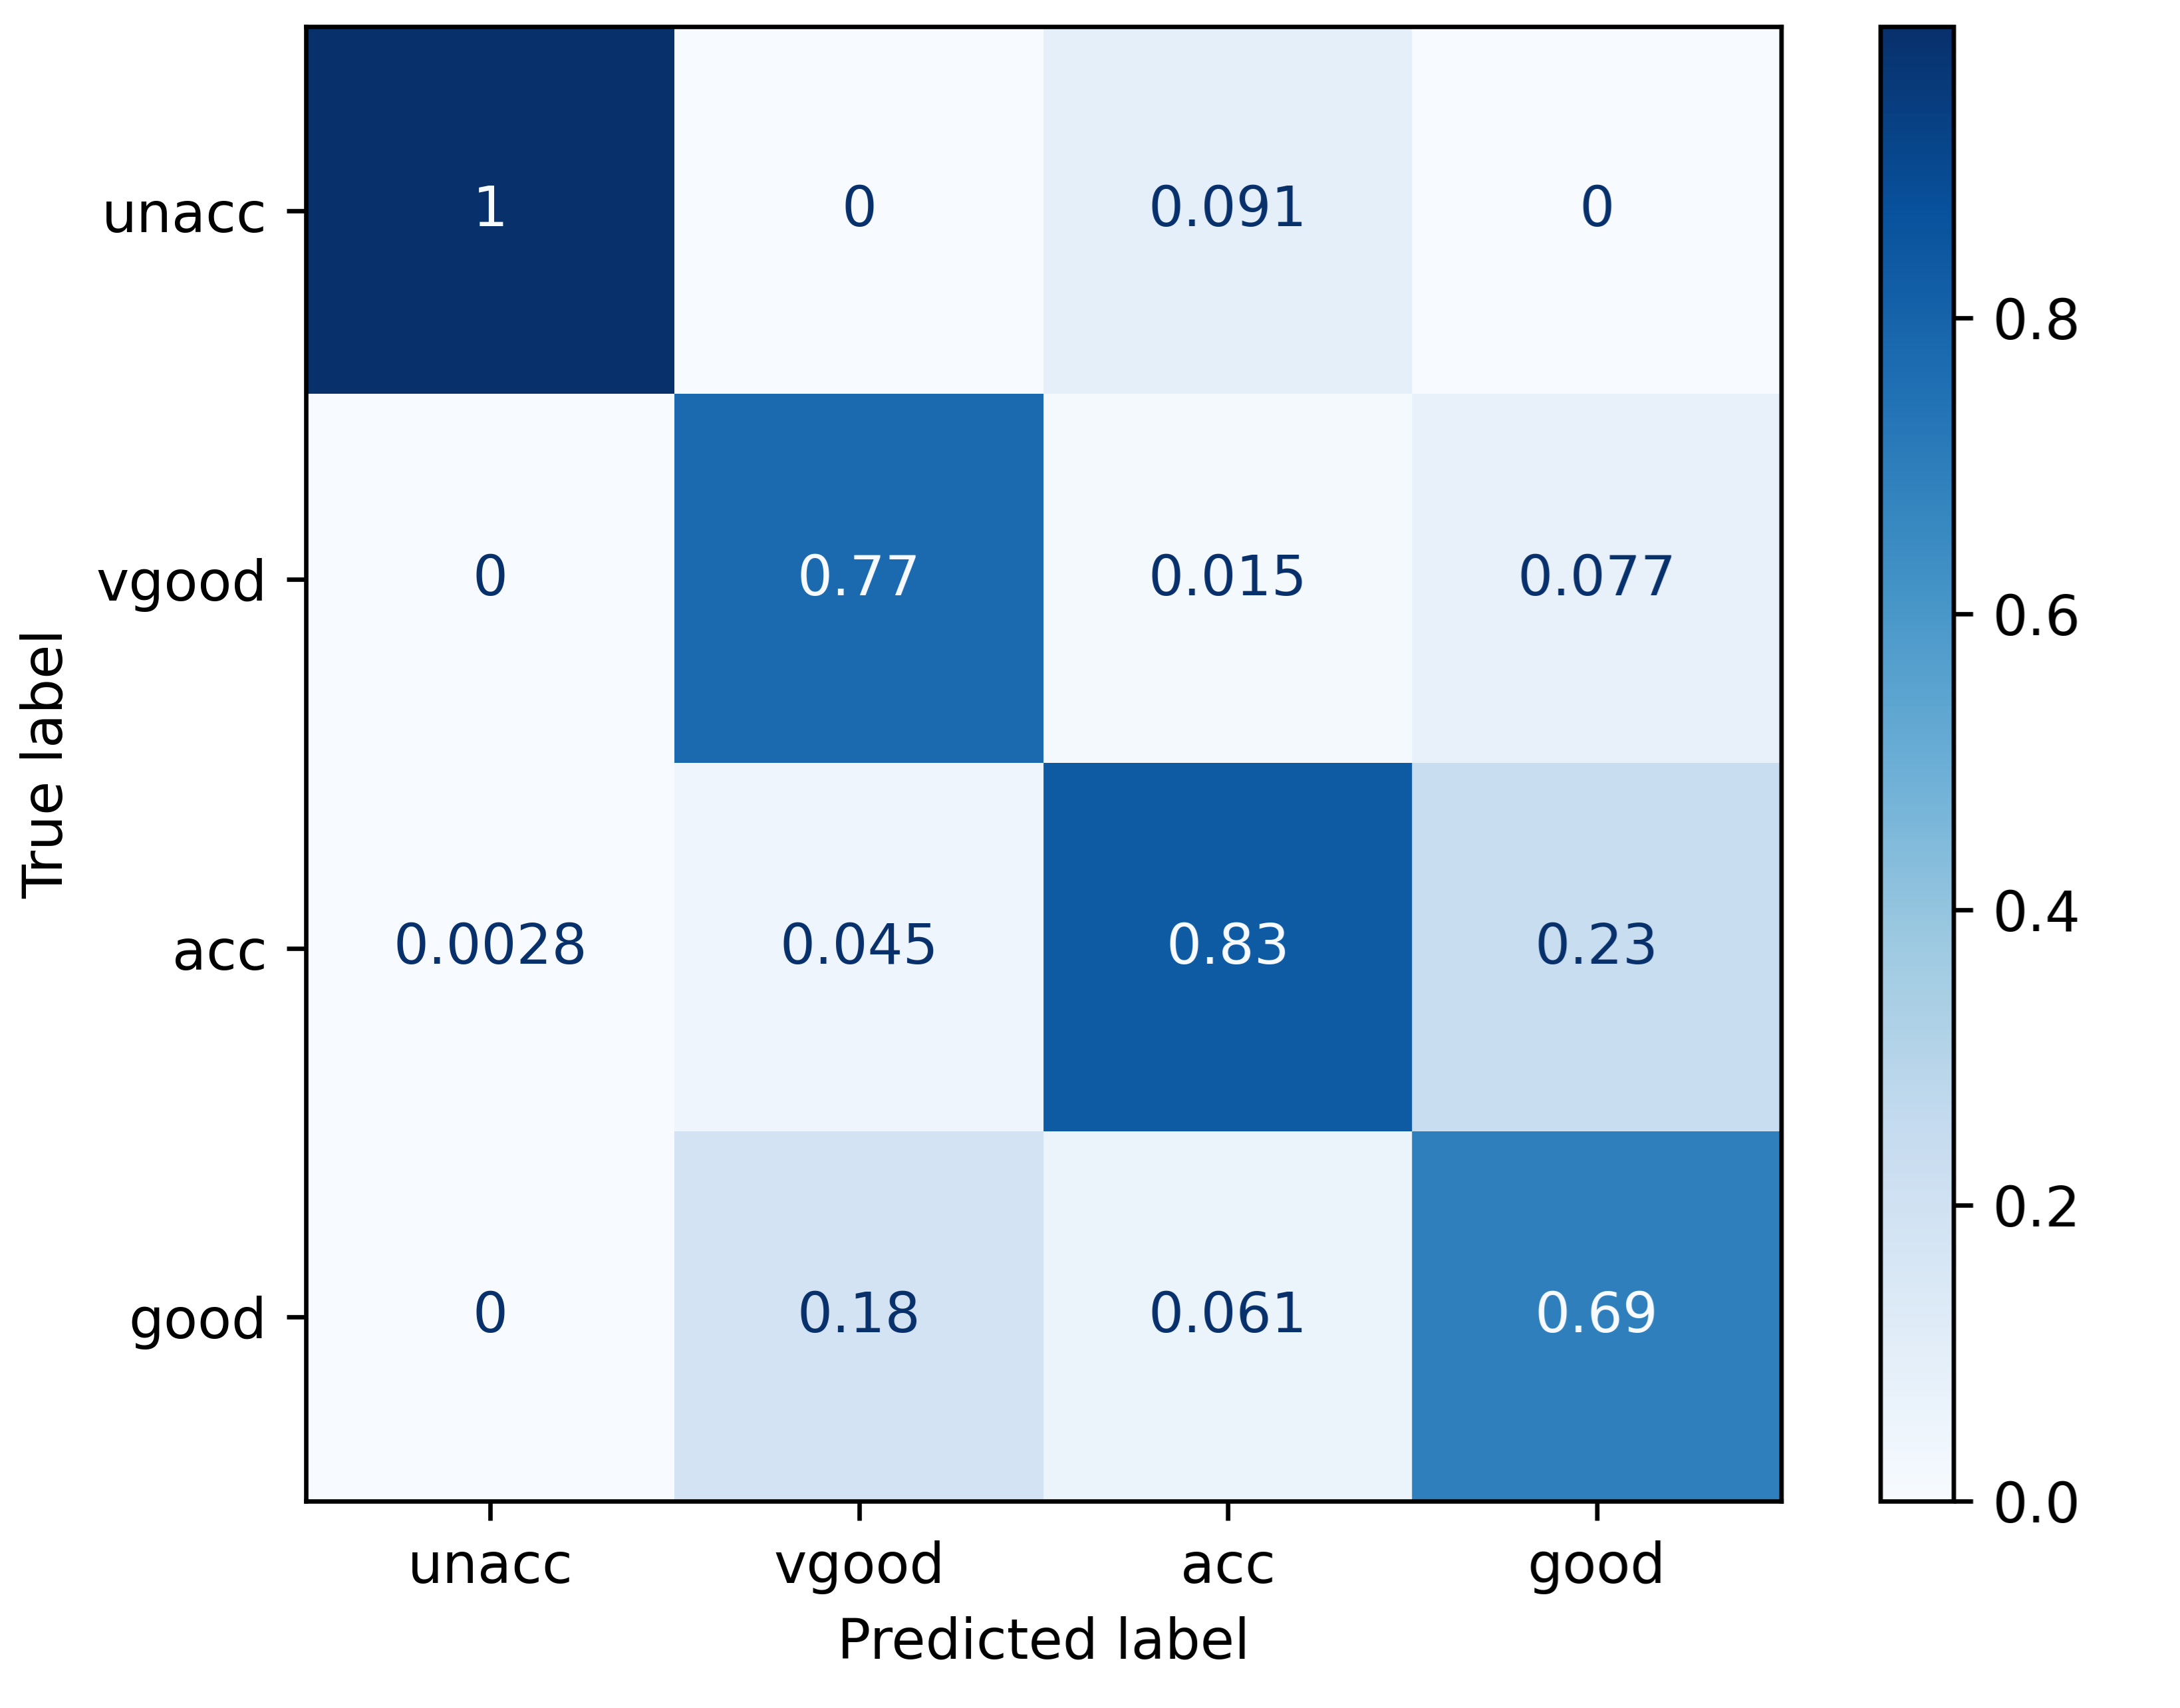 unacc 1 0 0.091 0
vgood 0 0.77 0.015 0.077
acc 0.0028 0.045 0.83 0.23
good 0 0.18 0.061 0.69
True label
unacc vgood acc good
Predicted label
0.8
0.6
0.4
0.2
0.0